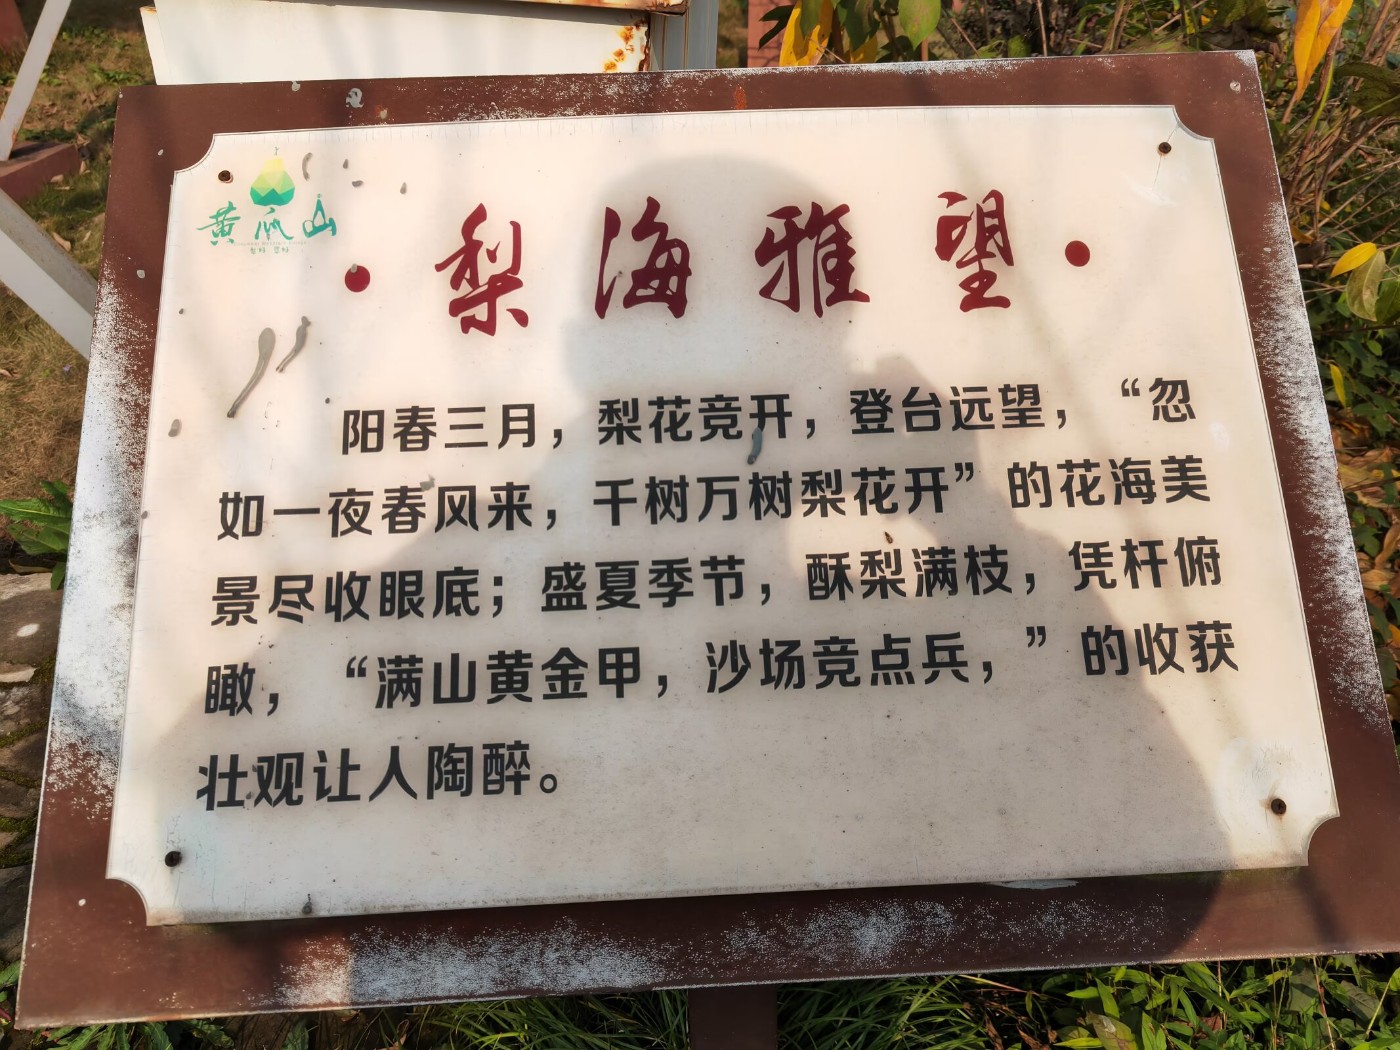 黄瓜山
·梨海雅望·
阳春三月，梨花竞开，登台远望，“忽
如一夜春风来，千树万树梨花开”的花海美
景尽收眼底；盛夏季节，酥梨满枝，凭杆俯
瞰，“满山黄金甲，沙场竞点兵，”的收获
壮观让人陶醉。